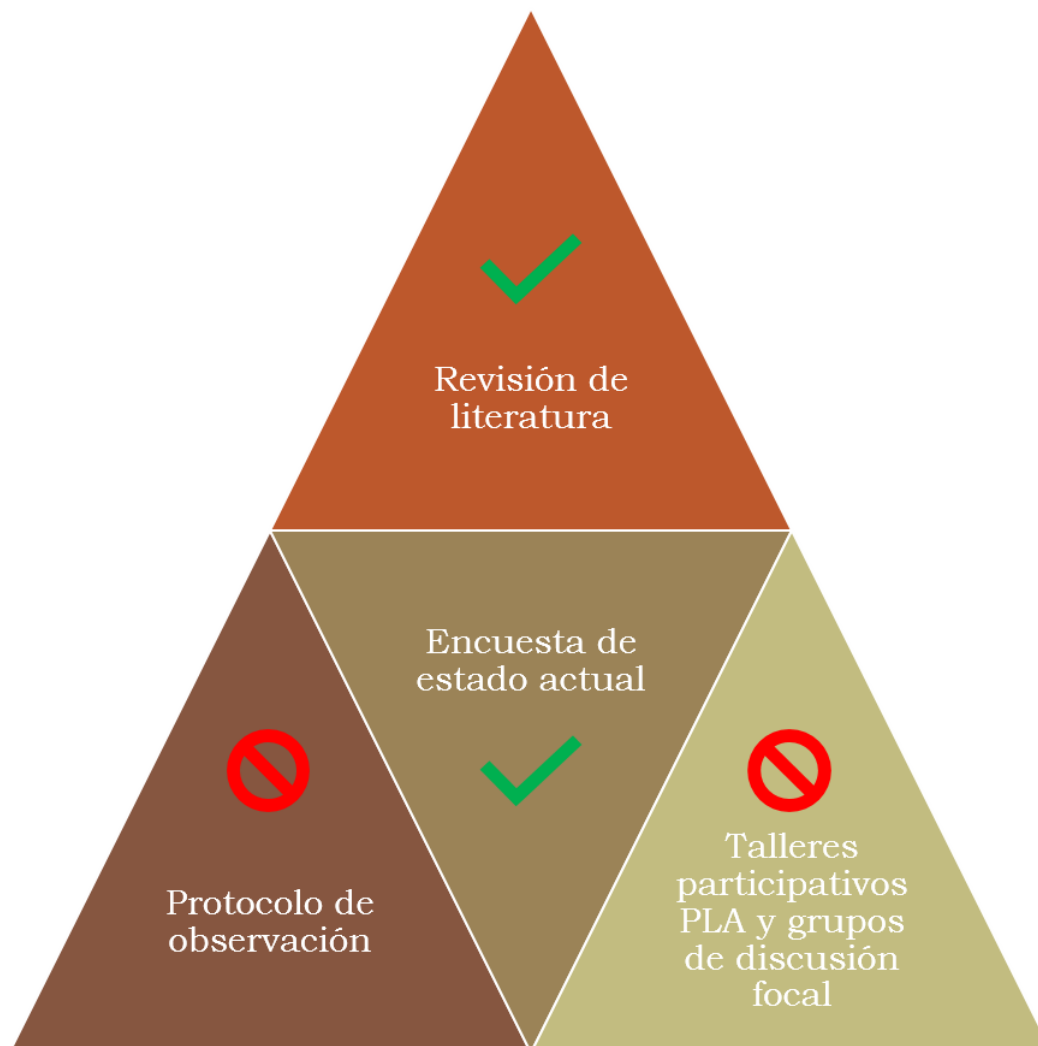 Revisión de
literatura
Encuesta de
estado actual
Protocolo de
observación
Talleres
participativos
PLA y grupos
de discusión
focal